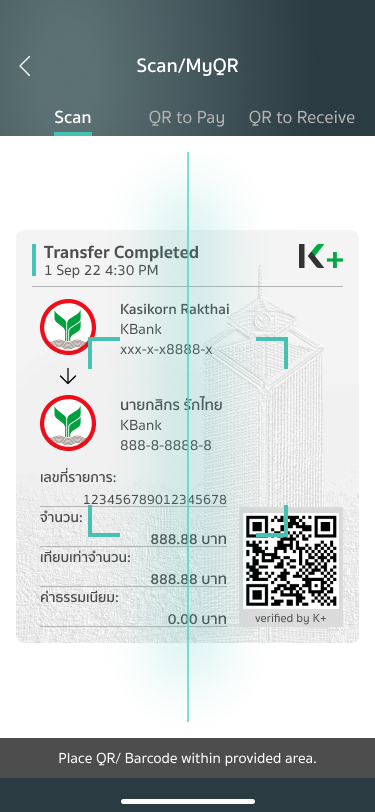 Scan/MyQR
Scan QR to Pay QR to Receive
Transfer Completed
1 Sep 22 4:30 PM
K+
Kasikorn Rakthai
KBank
xxx-x-x8888-x
นายกสิกร รักไทย
KBank
888-8-8888-8
เลขที่รายการ:
123456789012345678
จำนวน:
888.88 บาท
เทียบเท่าจำนวน:
888.88 บาท
ค่าธรรมเนียม:
0.00 บาท
verified by K+
Place QR/ Barcode within provided area.